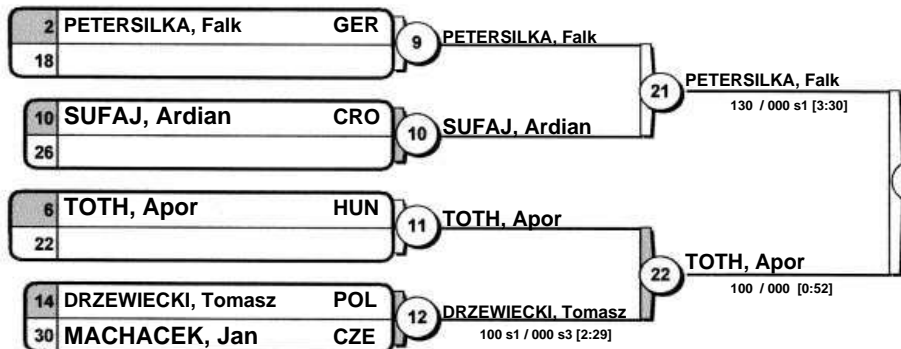 2 PETERSILKA, Falk GER
18
9
PETERSILKA, Falk
10 SUFAJ, Ardian CRO
26
10
SUFAJ, Ardian
21
PETERSILKA, Falk
130 / 000 s1 [3:30]
6 TOTH, Apor HUN
22
11
TOTH, Apor
14 DRZEWIECKI, Tomasz POL
30 MACHACEK, Jan CZE
12
DRZEWIECKI, Tomasz
100 s1 / 000 s3 [2:29]
22
TOTH, Apor
100 / 000 [0:52]